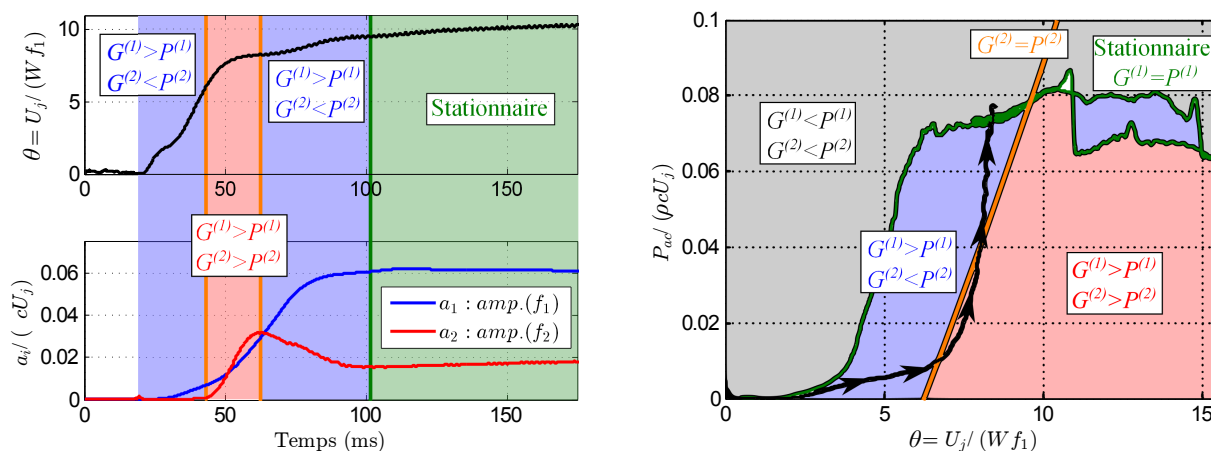 10
5
0
θ = U_j / (W f_1)
G^(1)>P^(1)
G^(2)<P^(2)
G^(1)>P^(1)
G^(2)<P^(2)
Stationnaire
0 50 100 150
G^(1)>P^(1)
G^(2)>P^(2)
0.06
0.02
0
a_i / ( cU_j)
a_1 : amp.(f_1)
a_2 : amp.(f_2)
0 50 100 150
Temps (ms)
0.1
0.08
0.06
0.04
0.02
0
P_ac / (ρcU_j)
G^(2)=P^(2)
Stationnaire
G^(1)=P^(1)
G^(1)<P^(1)
G^(2)<P^(2)
G^(1)>P^(1)
G^(2)<P^(2)
G^(1)>P^(1)
G^(2)>P^(2)
0 5 10 15
θ = U_j / (W f_1)